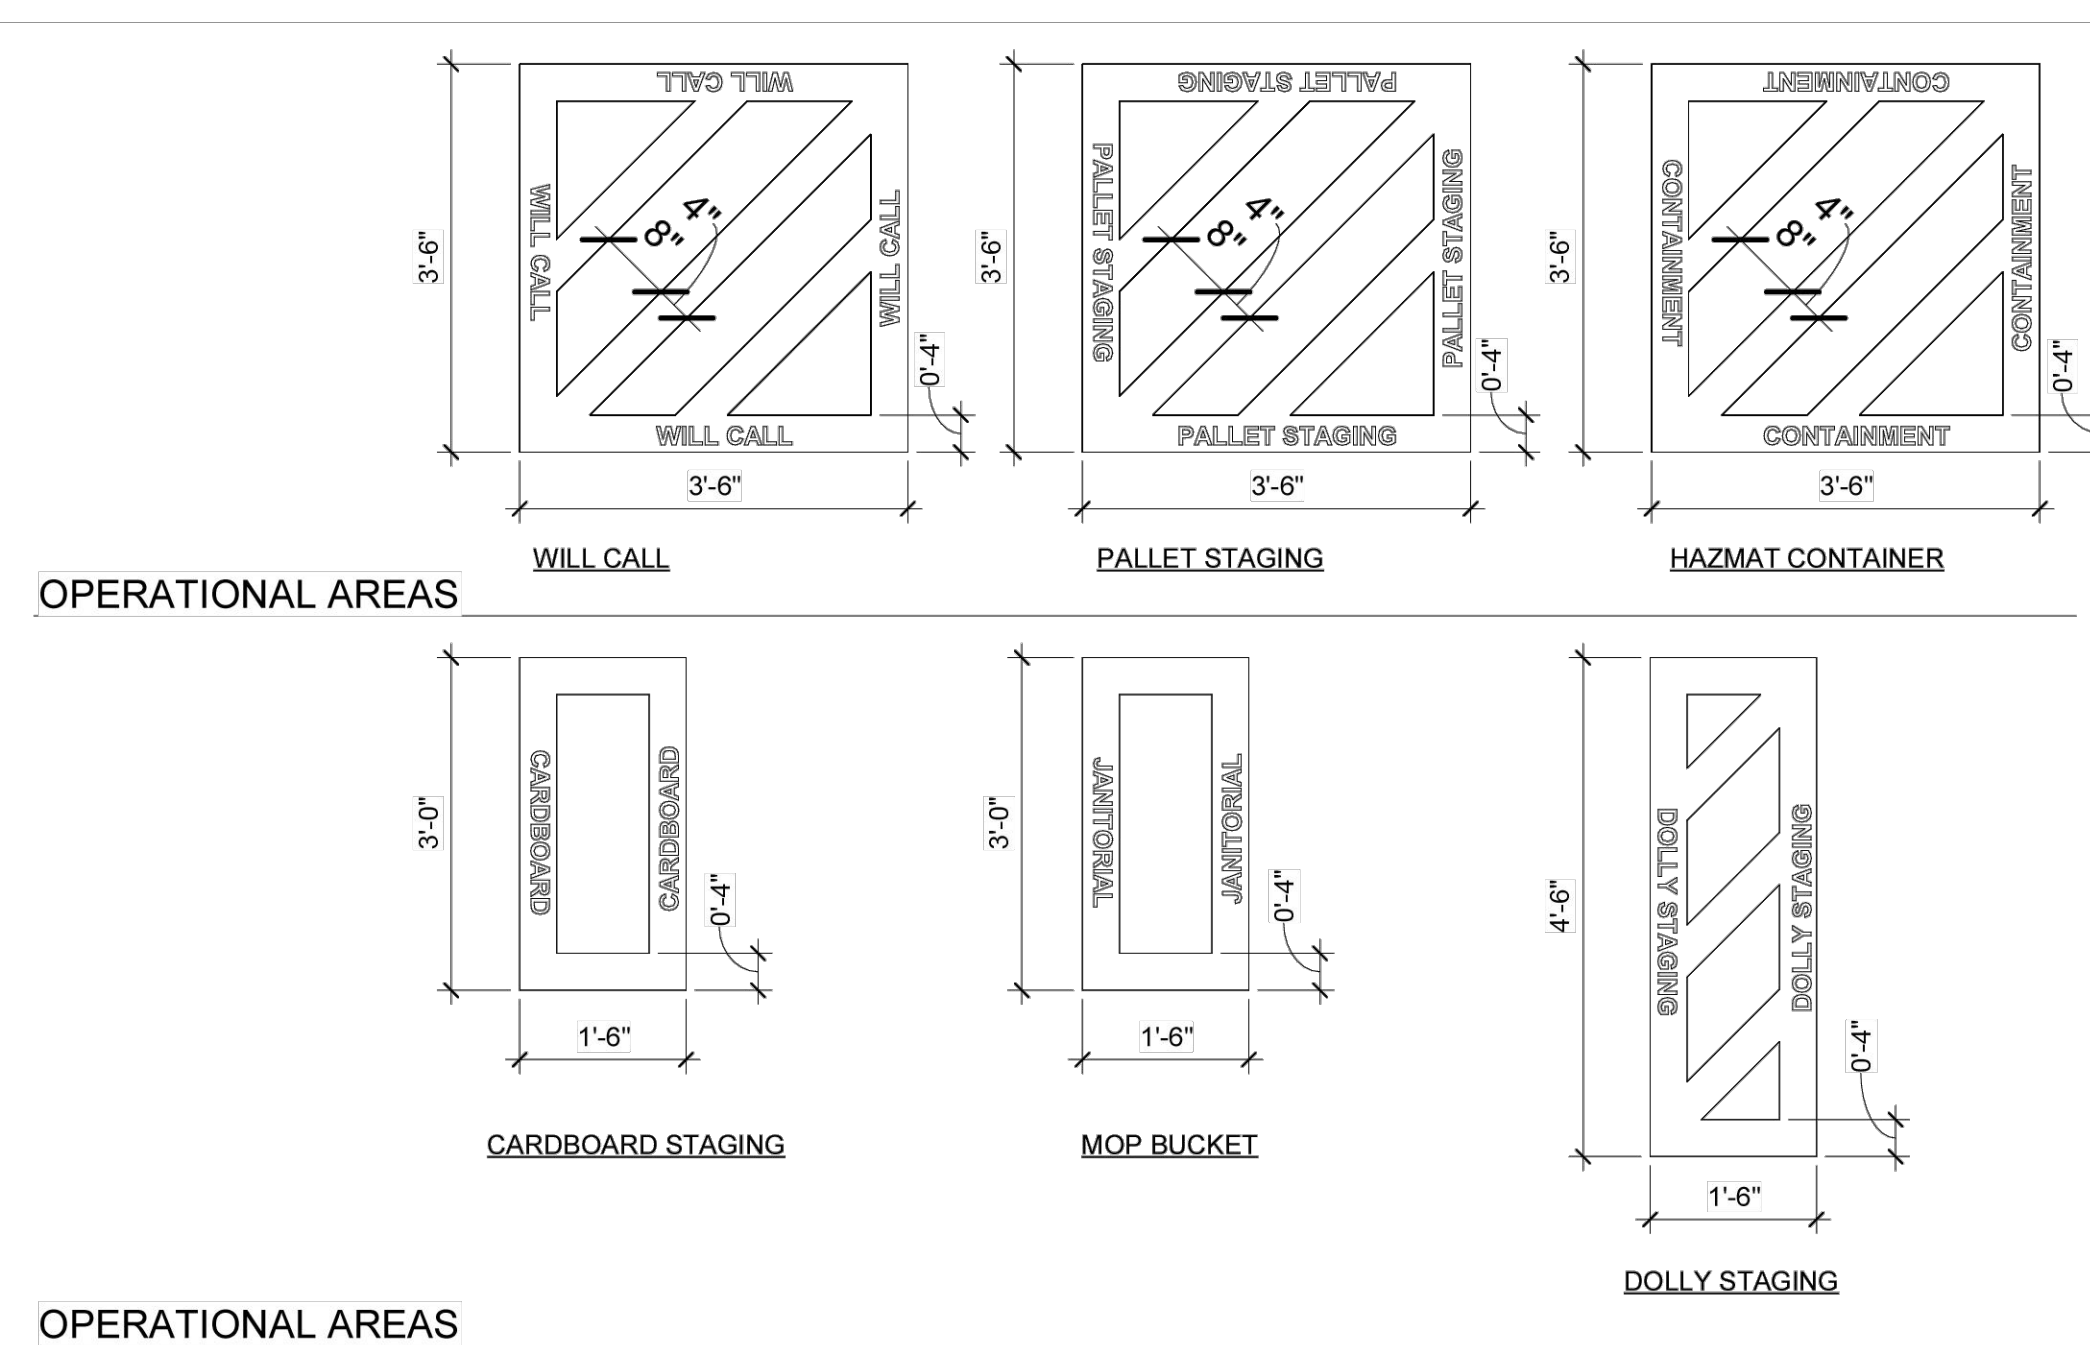 WILL CALL
WILL CALL
WILL CALL
WILL CALL
8"
4"
3'-6"
0'-4"
3'-6"
WILL CALL
PALLET STAGING
PALLET STAGING
PALLET STAGING
PALLET STAGING
8"
4"
3'-6"
0'-4"
3'-6"
PALLET STAGING
CONTAINMENT
CONTAINMENT
CONTAINMENT
CONTAINMENT
8"
4"
3'-6"
0'-4"
3'-6"
HAZMAT CONTAINER
OPERATIONAL AREAS
CARDBOARD
CARDBOARD
3'-0"
0'-4"
1'-6"
CARDBOARD STAGING
JANITORIAL
JANITORIAL
3'-0"
0'-4"
1'-6"
MOP BUCKET
DOLLY STAGING
DOLLY STAGING
4'-6"
0'-4"
1'-6"
DOLLY STAGING
OPERATIONAL AREAS